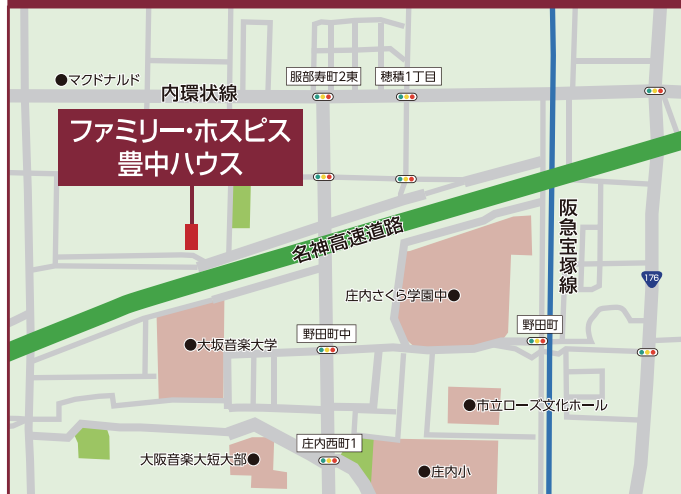 マクドナルド
服部寿町2東
穂積1丁目
内環状線
ファミリー・ホスピス
豊中ハウス
名神高速道路
阪急宝塚線
176
庄内さくら学園中
野田町中
野田町
大坂音楽大学
市立ローズ文化ホール
庄内西町1
大阪音楽大短大部
庄内小